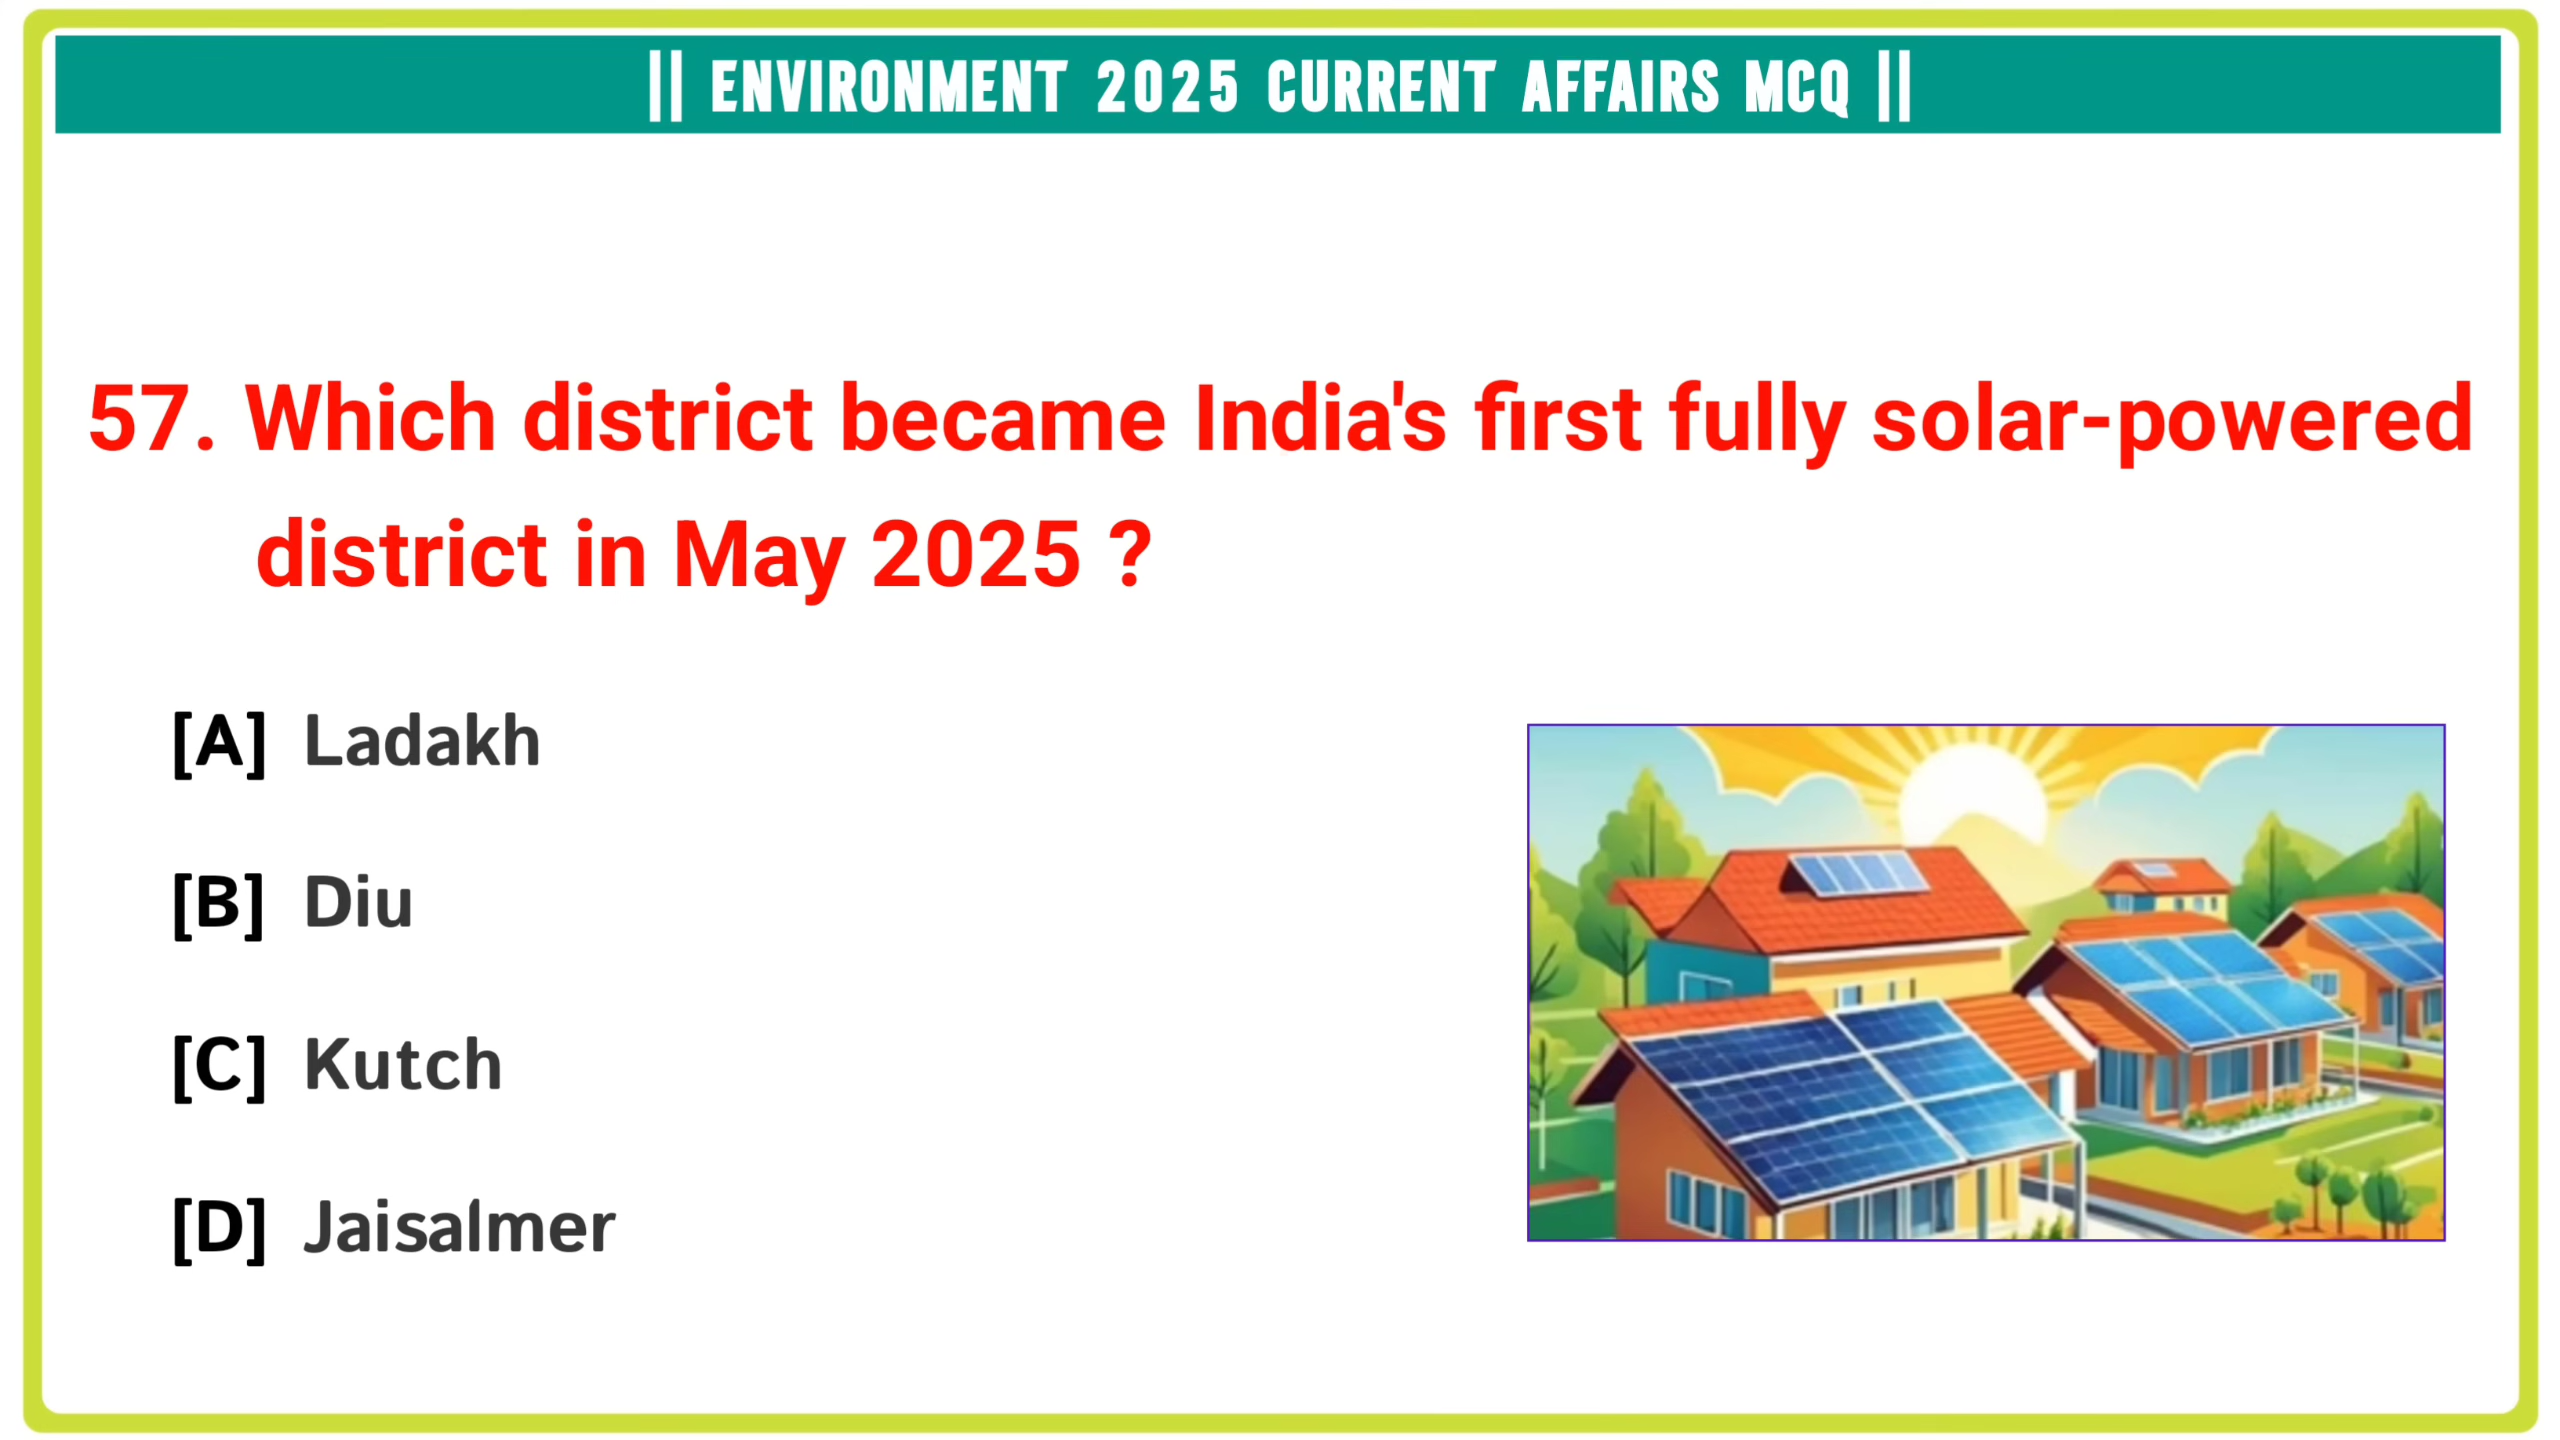 || ENVIRONMENT 2025 CURRENT AFFAIRS MCQ ||
57. Which district became India's first fully solar-powered
district in May 2025 ?
[A] Ladakh
[B] Diu
[C] Kutch
[D] Jaisalmer